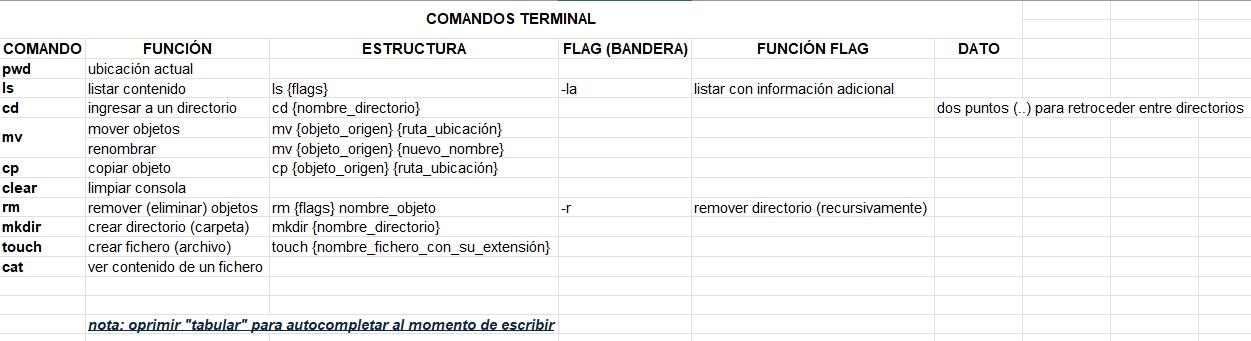 COMANDOS TERMINAL
COMANDO FUNCIÓN ESTRUCTURA FLAG (BANDERA) FUNCIÓN FLAG DATO
pwd ubicación actual
ls listar contenido ls {flags} -la listar con información adicional
cd ingresar a un directorio cd {nombre_directorio} dos puntos (..) para retroceder entre directorios
mv mover objetos mv {objeto_origen} {ruta_ubicación}
renombrar mv {objeto_origen} {nuevo_nombre}
cp copiar objeto cp {objeto_origen} {ruta_ubicación}
clear limpiar consola
rm remover (eliminar) objetos rm {flags} nombre_objeto -r remover directorio (recursivamente)
mkdir crear directorio (carpeta) mkdir {nombre_directorio}
touch crear fichero (archivo) touch {nombre_fichero_con_su_extensión}
cat ver contenido de un fichero
nota: oprimir "tabular" para autocompletar al momento de escribir